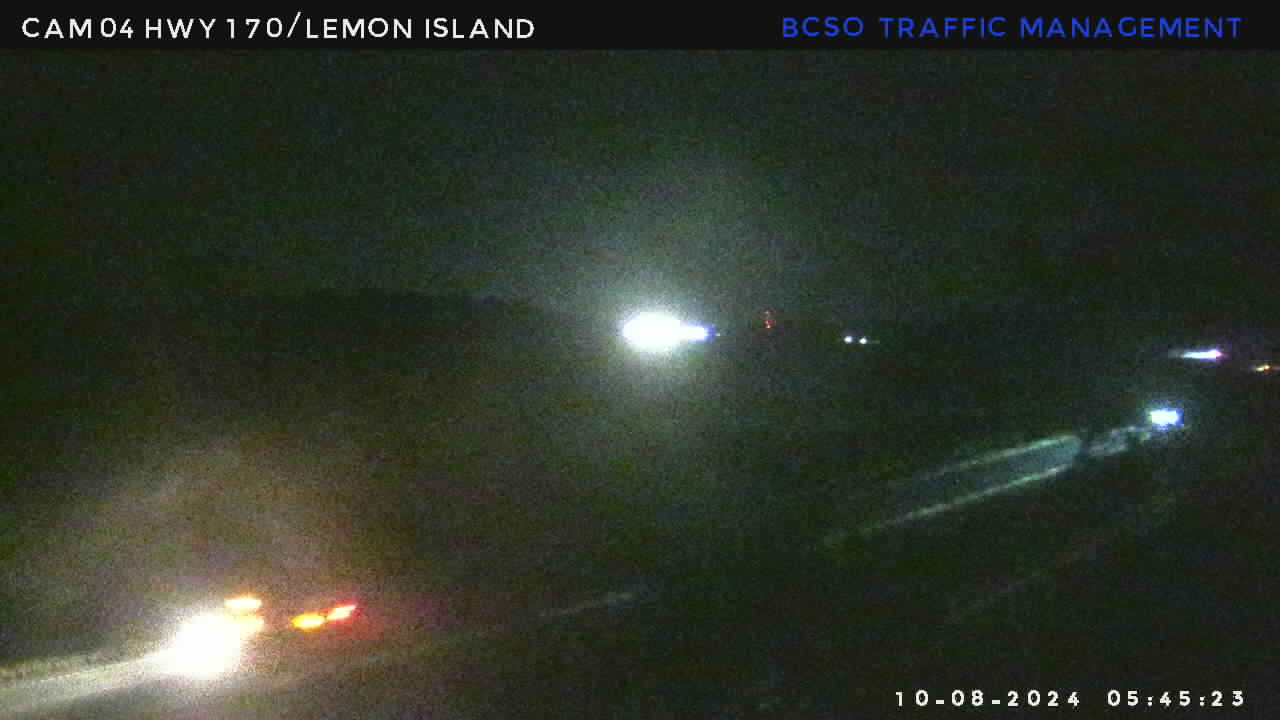 CAM04 HWY 170/LEMON ISLAND
BCSO TRAFFIC MANAGEMENT
10-08-2024 05:45:23